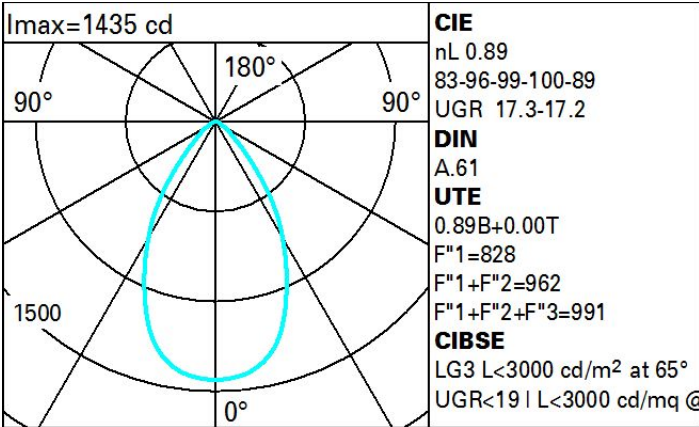 Imax=1435 cd
180°
90°
90°
1500
0°
CIE
nL 0.89
83-96-99-100-89
UGR 17.3-17.2
DIN
A.61
UTE
0.89B+0.00T
F"1=828
F"1+F"2=962
F"1+F"2+F"3=991
CIBSE
LG3 L<3000 cd/m² at 65°
UGR<19 | L<3000 cd/mq @